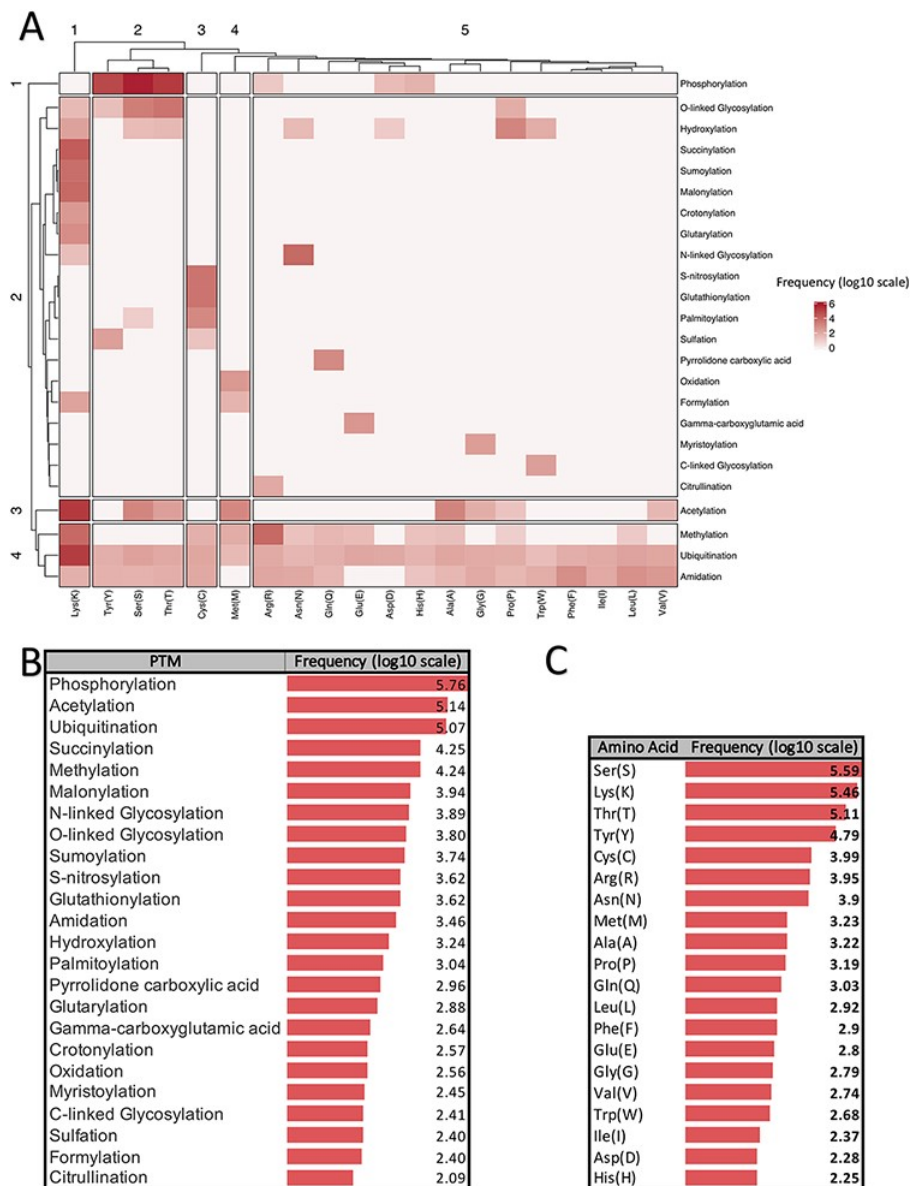 A
1 2 3 4 5
1 Phosphorylation
O-linked Glycosylation
Hydroxylation
Succinylation
Sumoylation
Malonylation
Crotonylation
Glutarylation
N-linked Glycosylation
S-nitrosylation
2 Glutathionylation
Palmitoylation
Sulfation
Pyrrolidone carboxylic acid
Oxidation
Formylation
Gamma-carboxyglutamic acid
Myristoylation
C-linked Glycosylation
Citrullination
3 Acetylation
Methylation
4 Ubiquitination
Amidation
Frequency (log10 scale)
6
4
2
0
Lys(K) Tyr(Y) Ser(S) Thr(T) Cys(C) Met(M) Arg(R) Asn(N) Gln(Q) Glu(E) Asp(D) His(H) Ala(A) Gly(G) Pro(P) Trp(W) Phe(F) Ile(I) Leu(L) Val(V)
B
PTM Frequency (log10 scale)
Phosphorylation 5.76
Acetylation 5.14
Ubiquitination 5.07
Succinylation 4.25
Methylation 4.24
Malonylation 3.94
N-linked Glycosylation 3.89
O-linked Glycosylation 3.80
Sumoylation 3.74
S-nitrosylation 3.62
Glutathionylation 3.62
Amidation 3.46
Hydroxylation 3.24
Palmitoylation 3.04
Pyrrolidone carboxylic acid 2.96
Glutarylation 2.88
Gamma-carboxyglutamic acid 2.64
Crotonylation 2.57
Oxidation 2.56
Myristoylation 2.45
C-linked Glycosylation 2.41
Sulfation 2.40
Formylation 2.40
Citrullination 2.09
C
Amino Acid Frequency (log10 scale)
Ser(S) 5.59
Lys(K) 5.46
Thr(T) 5.11
Tyr(Y) 4.79
Cys(C) 3.99
Arg(R) 3.95
Asn(N) 3.9
Met(M) 3.23
Ala(A) 3.22
Pro(P) 3.19
Gln(Q) 3.03
Leu(L) 2.92
Phe(F) 2.9
Glu(E) 2.8
Gly(G) 2.79
Val(V) 2.74
Trp(W) 2.68
Ile(I) 2.37
Asp(D) 2.28
His(H) 2.25